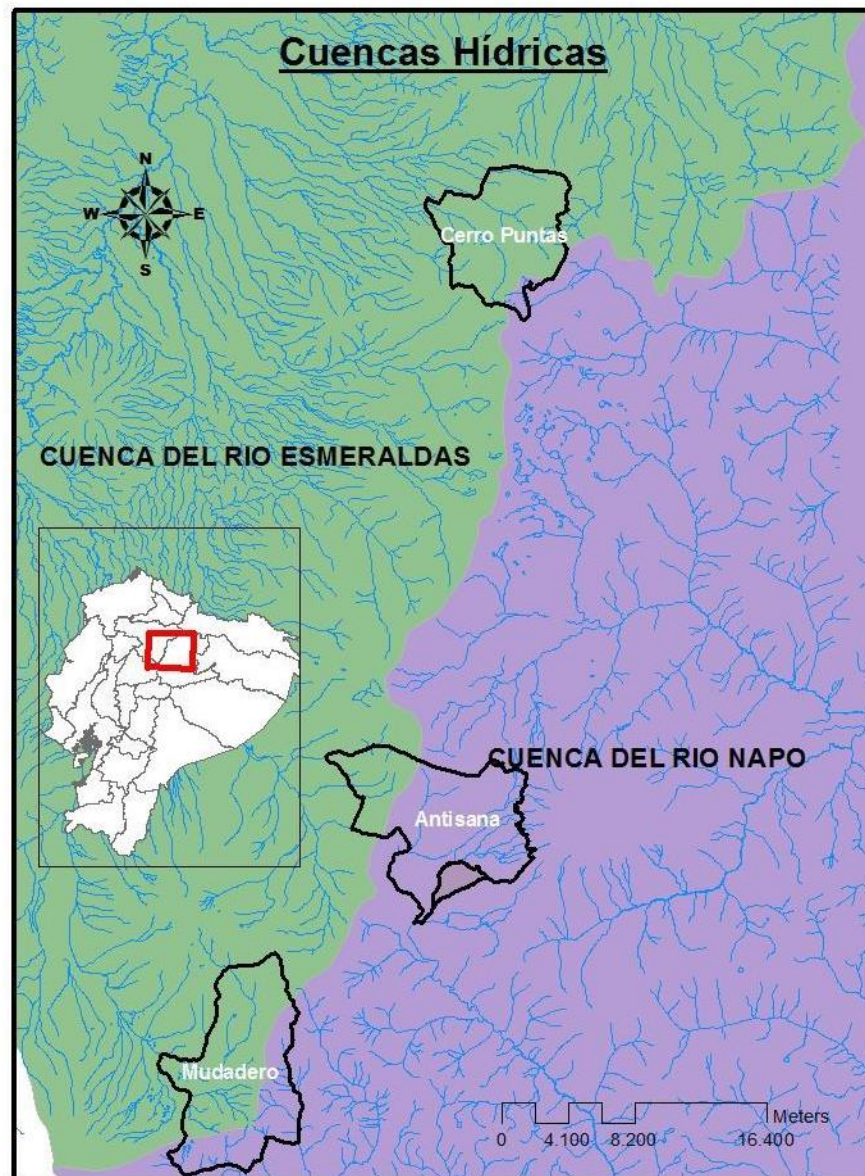 Cuencas Hídricas
N
W E
S
Cerro Puntas
CUENCA DEL RIO ESMERALDAS
CUENCA DEL RIO NAPO
Antisana
Mudadero
Meters
0 4.100 8.200 16.400